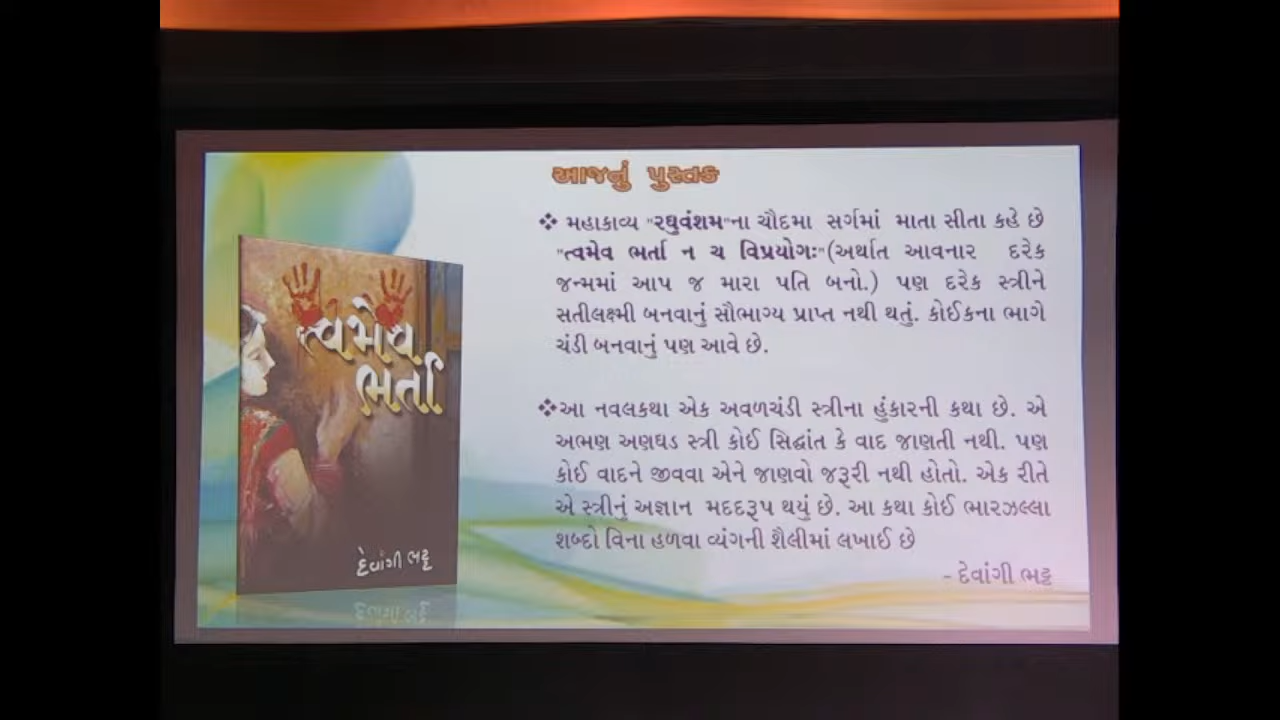 આજનું પુસ્તક
❖ મહાકાવ્ય "રઘુવંશમ"ના ચૌદમા સર્ગમાં માતા સીતા કહે છે
"ત્વમેવ ભર્તા ન ચ વિપ્રયોગઃ"(અર્થાત આવનાર દરેક
જન્મમાં આપ જ મારા પતિ બનો.) પણ દરેક સ્ત્રીને
સતીલક્ષ્મી બનવાનું સૌભાગ્ય પ્રાપ્ત નથી થતું. કોઈકના ભાગે
ચંડી બનવાનું પણ આવે છે.
❖આ નવલકથા એક અવળચંડી સ્ત્રીના હુંકારની કથા છે. એ
અભણ અણઘડ સ્ત્રી કોઈ સિદ્ધાંત કે વાદ જાણતી નથી. પણ
કોઈ વાદને જીવવા એને જાણવો જરૂરી નથી હોતો. એક રીતે
એ સ્ત્રીનું અજ્ઞાન મદદરૂપ થયું છે. આ કથા કોઈ ભારઝલ્લા
શબ્દો વિના હળવા વ્યંગની શૈલીમાં લખાઈ છે
- દેવાંગી ભટ્ટ
ત્વમેવ
ભર્તા
દેવાંગી ભટ્ટ